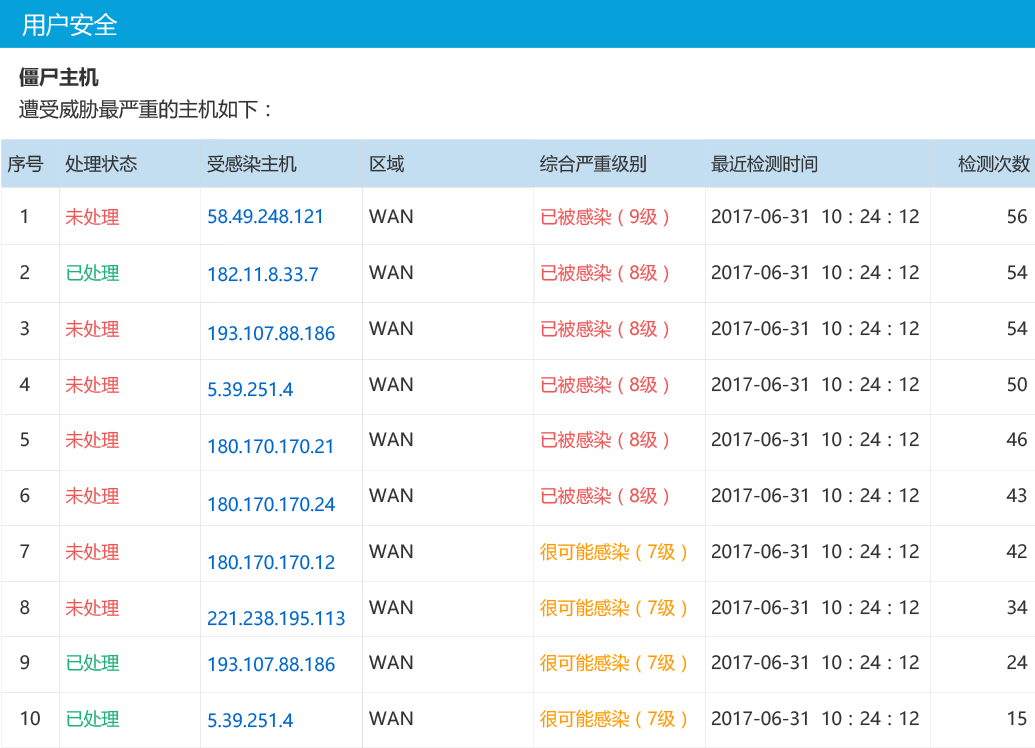 用户安全
僵尸主机
遭受威胁最严重的主机如下：
序号 处理状态 受感染主机 区域 综合严重级别 最近检测时间 检测次数
1 未处理 58.49.248.121 WAN 已被感染（9级） 2017-06-31 10：24：12 56
2 已处理 182.11.8.33.7 WAN 已被感染（8级） 2017-06-31 10：24：12 54
3 未处理 193.107.88.186 WAN 已被感染（8级） 2017-06-31 10：24：12 54
4 未处理 5.39.251.4 WAN 已被感染（8级） 2017-06-31 10：24：12 50
5 未处理 180.170.170.21 WAN 已被感染（8级） 2017-06-31 10：24：12 46
6 未处理 180.170.170.24 WAN 已被感染（8级） 2017-06-31 10：24：12 43
7 未处理 180.170.170.12 WAN 很可能感染（7级） 2017-06-31 10：24：12 42
8 未处理 221.238.195.113 WAN 很可能感染（7级） 2017-06-31 10：24：12 34
9 已处理 193.107.88.186 WAN 很可能感染（7级） 2017-06-31 10：24：12 24
10 已处理 5.39.251.4 WAN 很可能感染（7级） 2017-06-31 10：24：12 15